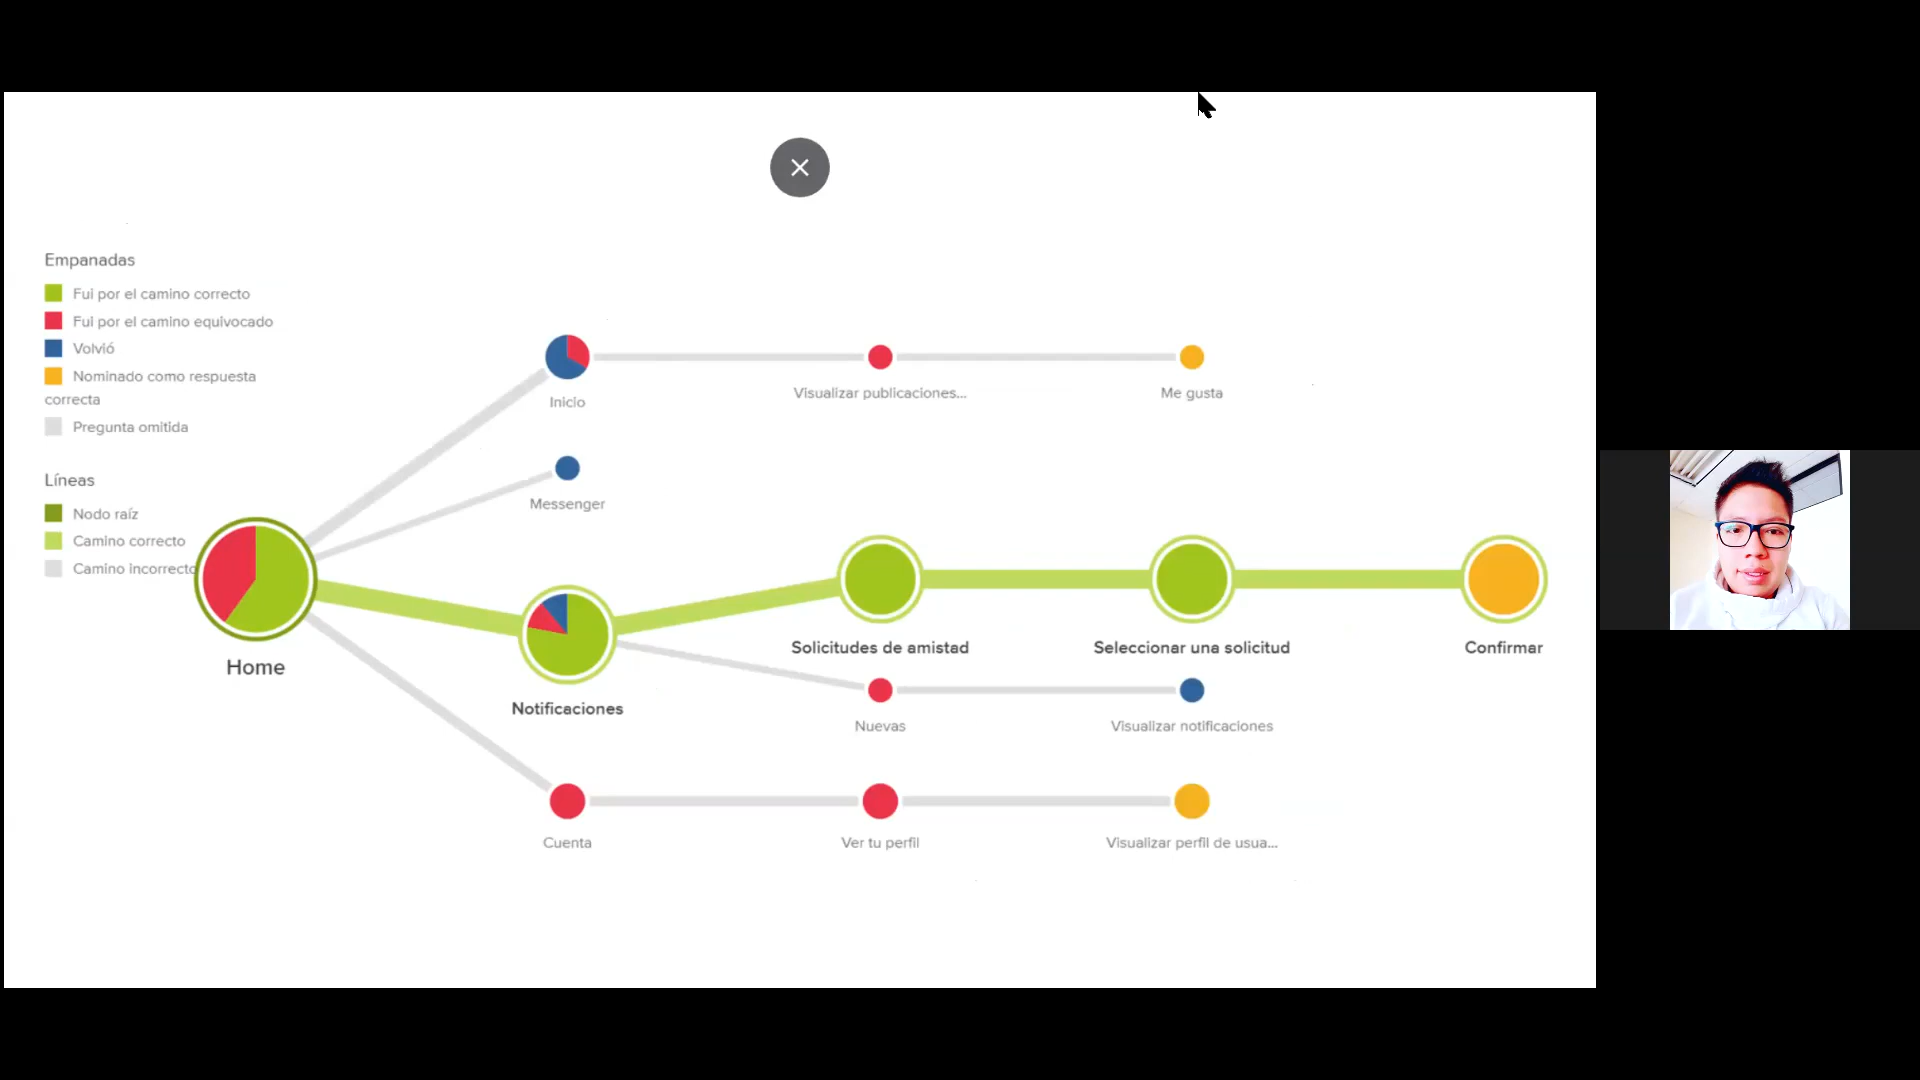 Empanadas
Fui por el camino correcto
Fui por el camino equivocado
Volvió
Nominado como respuesta
correcta
Pregunta omitida
Líneas
Nodo raíz
Camino correcto
Camino incorrecto
Inicio
Visualizar publicaciones...
Me gusta
Messenger
Home
Notificaciones
Solicitudes de amistad
Seleccionar una solicitud
Confirmar
Nuevas
Visualizar notificaciones
Cuenta
Ver tu perfil
Visualizar perfil de usua...